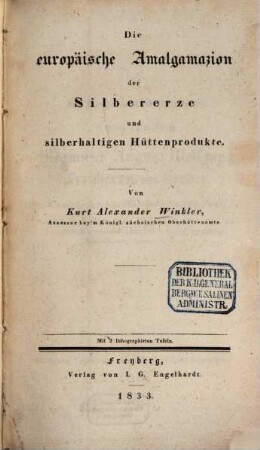 Die
europäische Amalgamazion
der
Silbererze
und
silberhaltigen Hüttenprodukte.
Von
Kurt Alexander Winkler,
Assessor bey'm Königl. sächsischen Oberhüttenamte.
BIBLIOTHEK
DER K.B. GENERAL
BERGW. U. SALINEN
ADMINISTR.
Mit 2 lithographirten Tafeln.
Freyberg,
Verlag von I. G. Engelhardt.
1833.